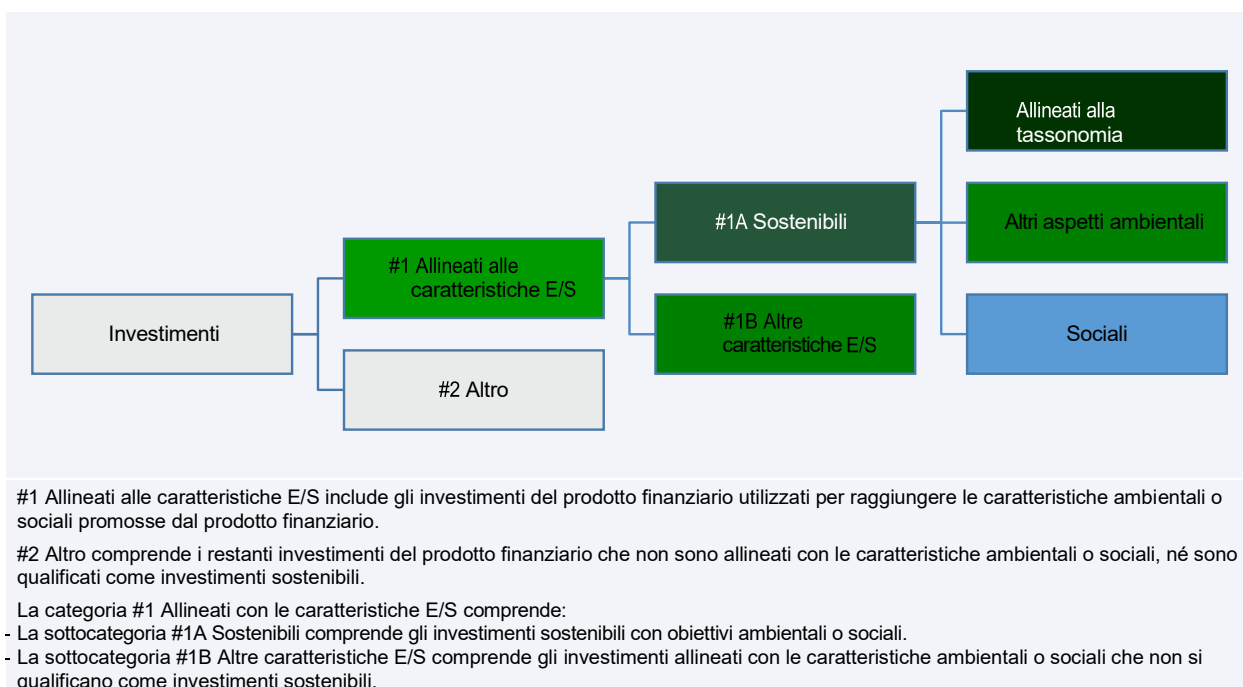 Allineati alla
tassonomia
#1A Sostenibili
Altri aspetti ambientali
#1 Allineati alle
caratteristiche E/S
Investimenti
#1B Altre
caratteristiche E/S
Sociali
#2 Altro
#1 Allineati alle caratteristiche E/S include gli investimenti del prodotto finanziario utilizzati per raggiungere le caratteristiche ambientali o
sociali promosse dal prodotto finanziario.
#2 Altro comprende i restanti investimenti del prodotto finanziario che non sono allineati con le caratteristiche ambientali o sociali, né sono
qualificati come investimenti sostenibili.
La categoria #1 Allineati con le caratteristiche E/S comprende:
- La sottocategoria #1A Sostenibili comprende gli investimenti sostenibili con obiettivi ambientali o sociali.
- La sottocategoria #1B Altre caratteristiche E/S comprende gli investimenti allineati con le caratteristiche ambientali o sociali che non si
qualificano come investimenti sostenibili.